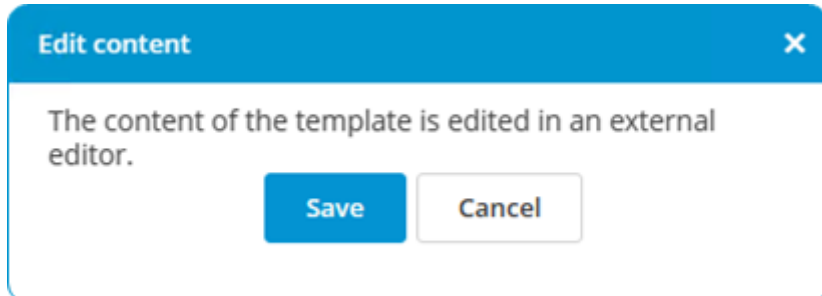 Edit content
The content of the template is edited in an external
editor.
Save
Cancel